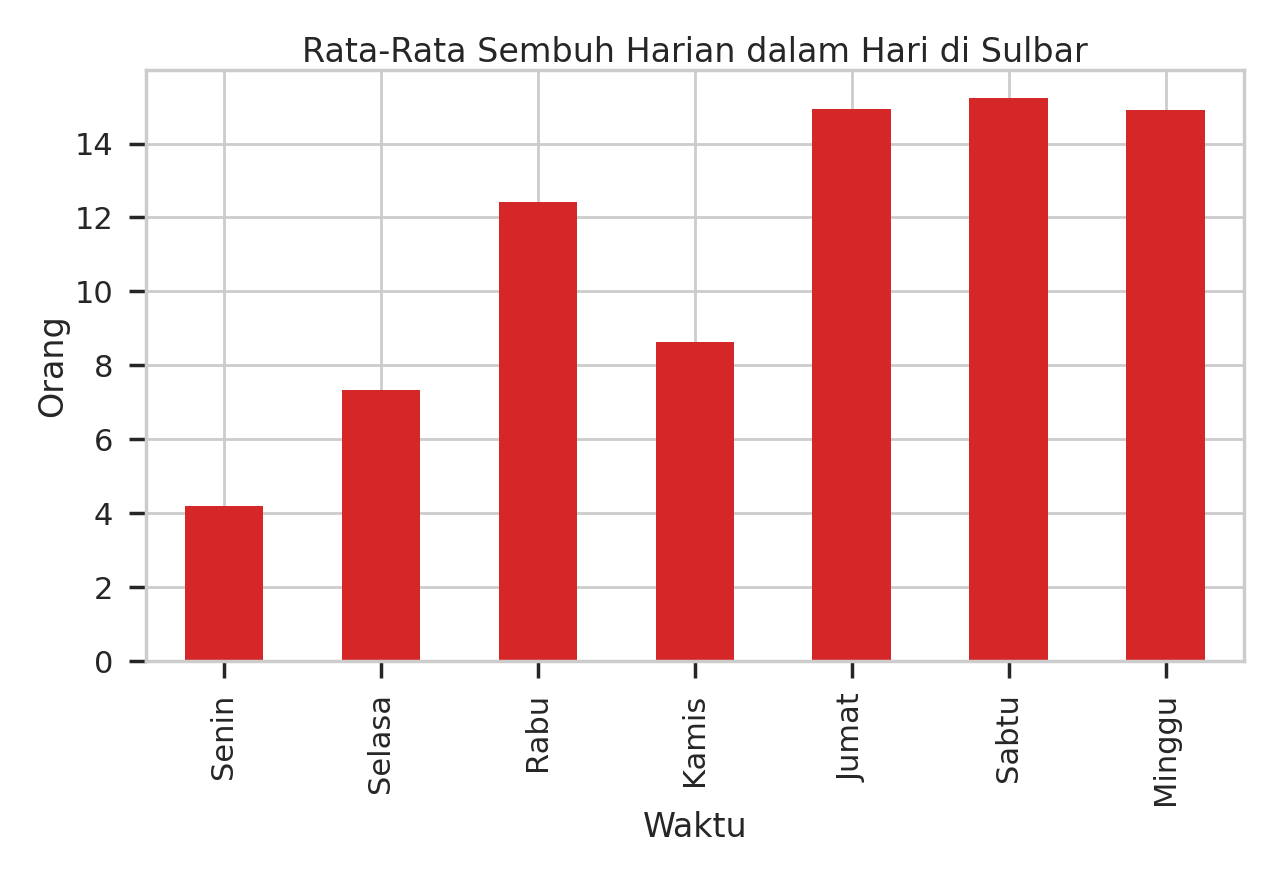 Rata-Rata Sembuh Harian dalam Hari di Sulbar
Orang
14
12
10
8
6
4
2
0
Senin
Selasa
Rabu
Kamis
Jumat
Sabtu
Minggu
Waktu